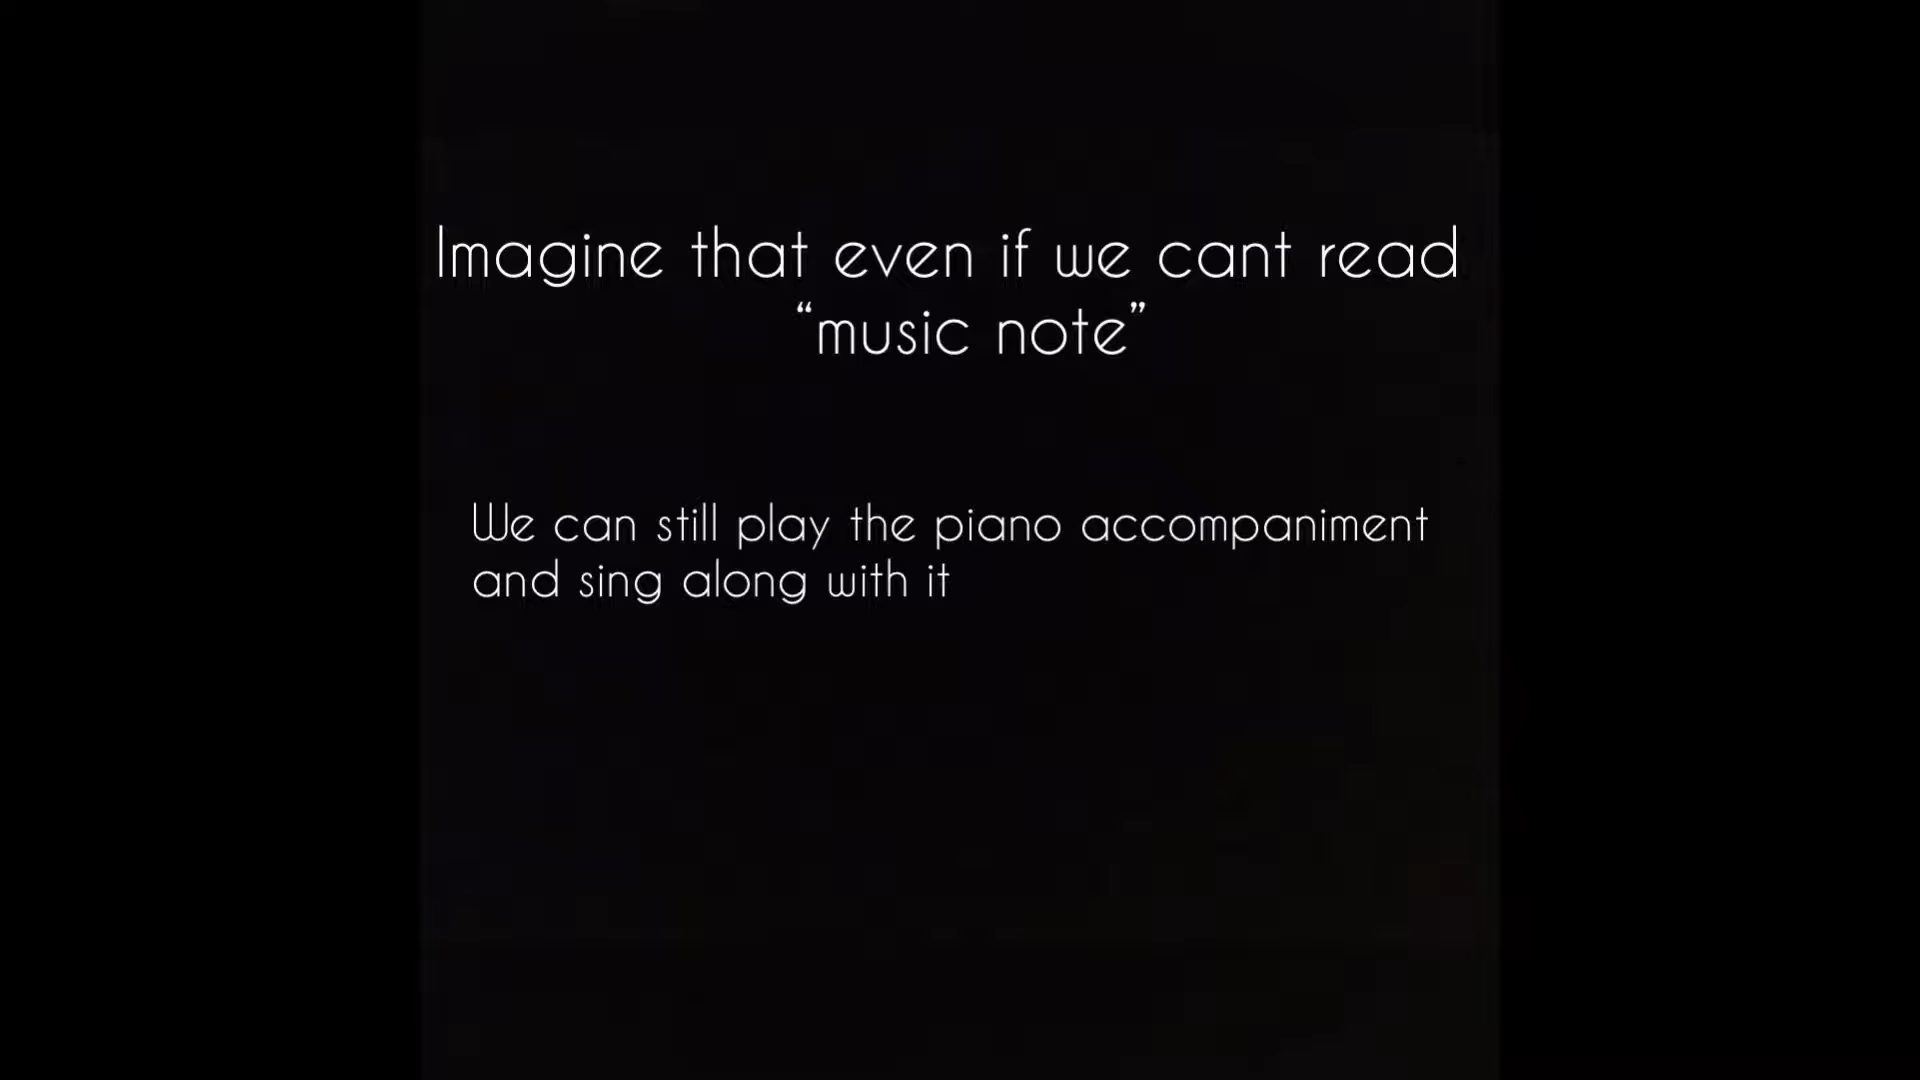 Imagine that even if we cant read
“music note”
We can still play the piano accompaniment
and sing along with it